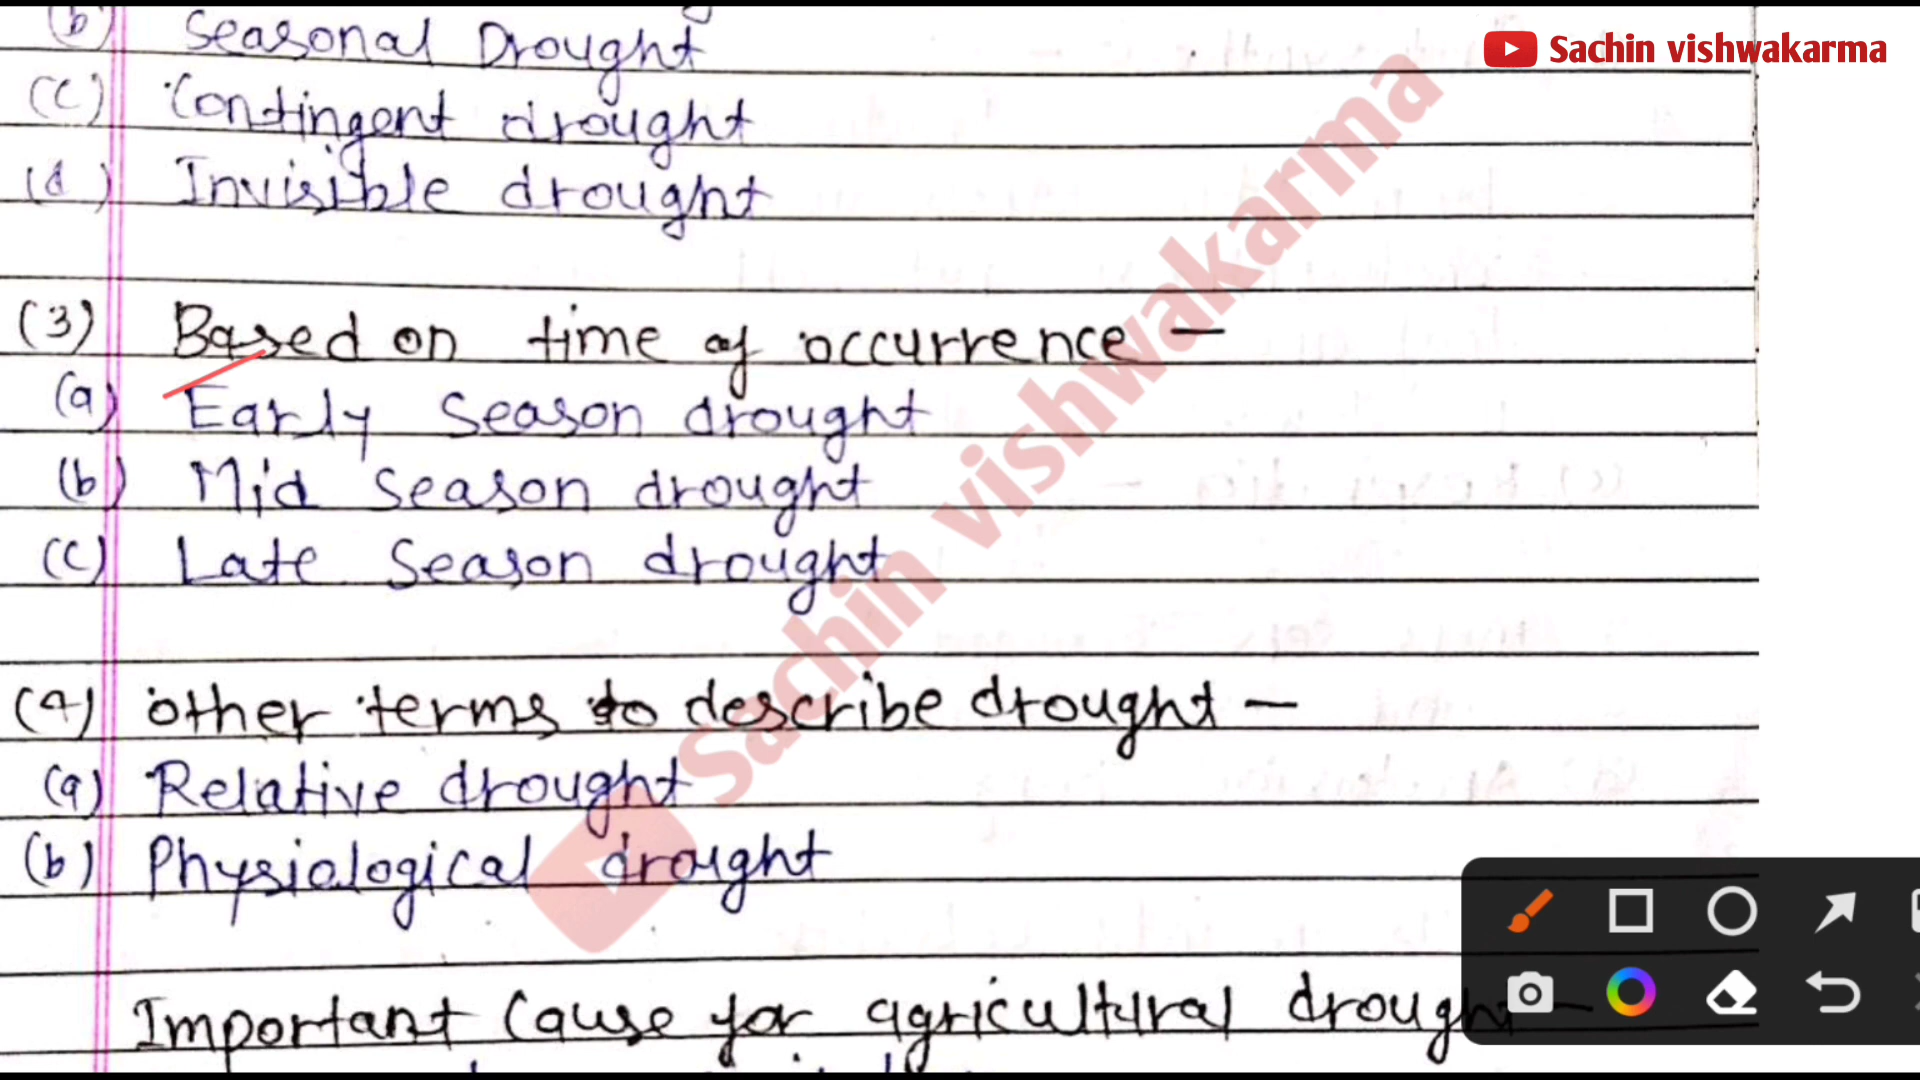 (b) Seasonal Drought
Sachin vishwakarma
(c) Contingent drought
(d) Invisible drought
(3) Based on time of occurrence –
(a) Early Season drought
(b) Mid Season drought
(c) Late Season drought
(4) other terms to describe drought –
(a) Relative drought
(b) Physiological drought
Important Cause for agricultural drought –
Sachin vishwakarma